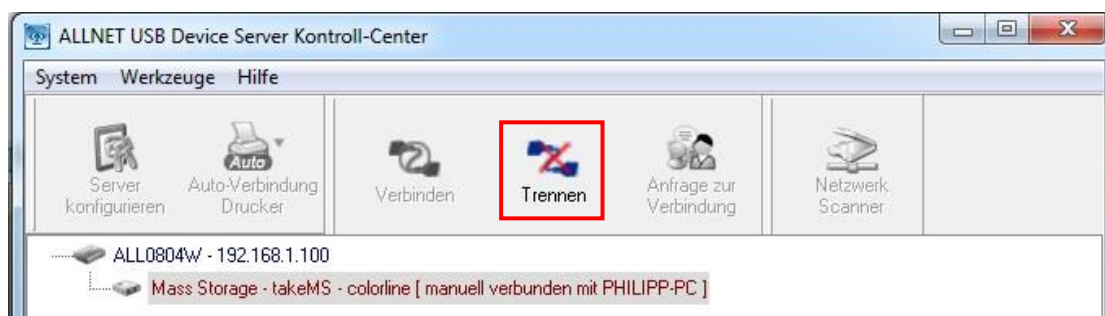 ALLNET USB Device Server Kontroll-Center
System Werkzeuge Hilfe
Server konfigurieren
Auto
Auto-Verbindung Drucker
Verbinden
Trennen
Anfrage zur Verbindung
Netzwerk Scanner
ALL0804W - 192.168.1.100
Mass Storage - takeMS - colorline [ manuell verbunden mit PHILIPP-PC ]